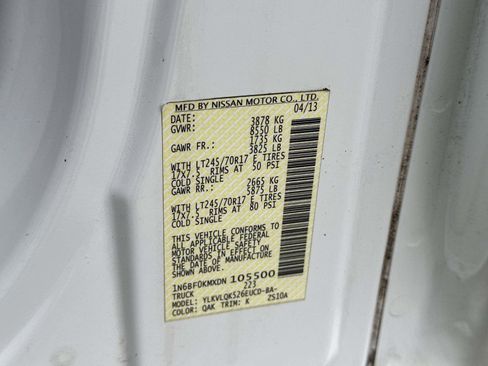 MFD BY NISSAN MOTOR CO., LTD.
DATE: 04/13
GVWR: 3878 KG
8550 LB
GAWR FR.: 1735 KG
3825 LB
WITH LT245/70R17 E TIRES
17X7.5 RIMS AT 50 PSI
COLD SINGLE
GAWR RR.: 2665 KG
5875 LB
WITH LT245/70R17 E TIRES
17X7.5 RIMS AT 80 PSI
COLD SINGLE
THIS VEHICLE CONFORMS TO
ALL APPLICABLE FEDERAL
MOTOR VEHICLE SAFETY
STANDARDS IN EFFECT ON
THE DATE OF MANUFACTURE
SHOWN ABOVE.
1N6BF0KMXDN 105500
TRUCK 223
MODEL: YLKVLQK526EUCD-BA-
COLOR: QAK TRIM: K ZS10A